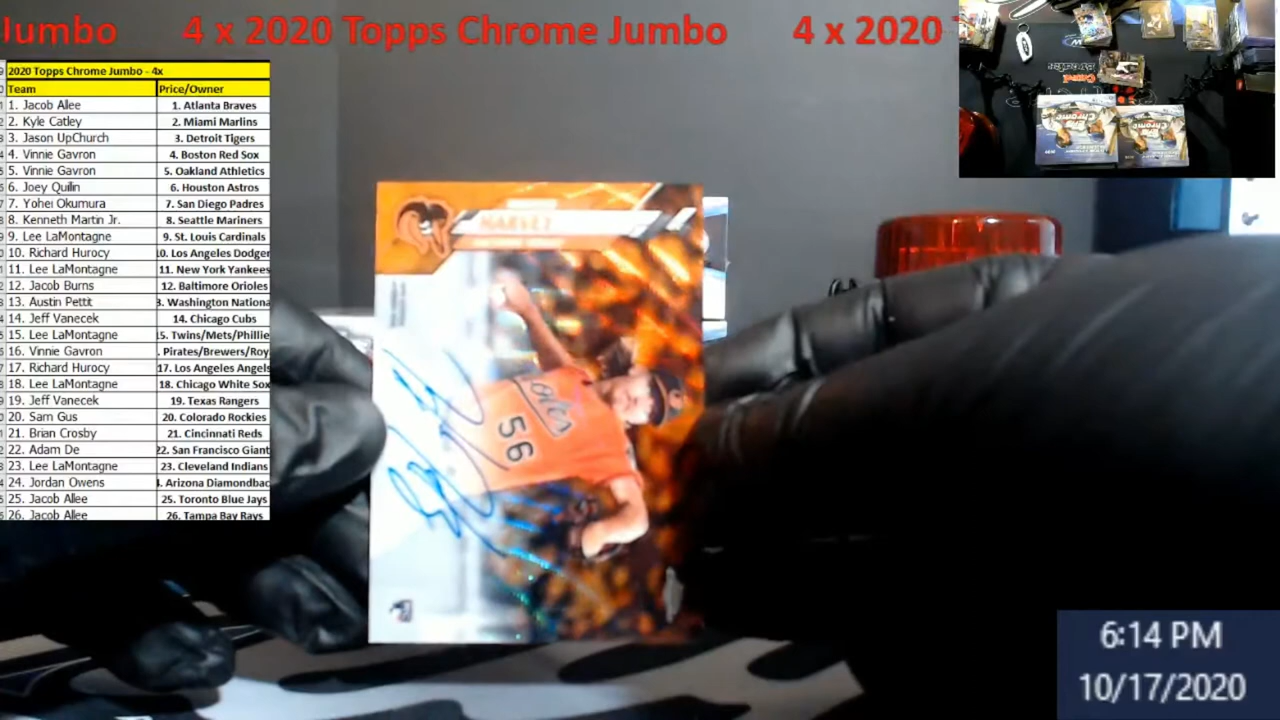 Jumbo 4 x 2020 Topps Chrome Jumbo 4 x 2020
2020 Topps Chrome Jumbo - 4x
Team Price/Owner
1. Jacob Allee 1. Atlanta Braves
2. Kyle Catley 2. Miami Marlins
3. Jason UpChurch 3. Detroit Tigers
4. Vinnie Gavron 4. Boston Red Sox
5. Vinnie Gavron 5. Oakland Athletics
6. Joey Quilin 6. Houston Astros
7. Yohei Okumura 7. San Diego Padres
8. Kenneth Martin Jr. 8. Seattle Mariners
9. Lee LaMontagne 9. St. Louis Cardinals
10. Richard Hurocy 10. Los Angeles Dodger
11. Lee LaMontagne 11. New York Yankees
12. Jacob Burns 12. Baltimore Orioles
13. Austin Pettit 3. Washington Nationa
14. Jeff Vanecek 14. Chicago Cubs
15. Lee LaMontagne 15. Twins/Mets/Phillie
16. Vinnie Gavron . Pirates/Brewers/Roy
17. Richard Hurocy 17. Los Angeles Angels
18. Lee LaMontagne 18. Chicago White Sox
19. Jeff Vanecek 19. Texas Rangers
20. Sam Gus 20. Colorado Rockies
21. Brian Crosby 21. Cincinnati Reds
22. Adam De 22. San Francisco Giant
23. Lee LaMontagne 23. Cleveland Indians
24. Jordan Owens . Arizona Diamondbac
25. Jacob Allee 25. Toronto Blue Jays
26. Jacob Allee 26. Tampa Bay Rays
HARVEY
56
6:14 PM
10/17/2020